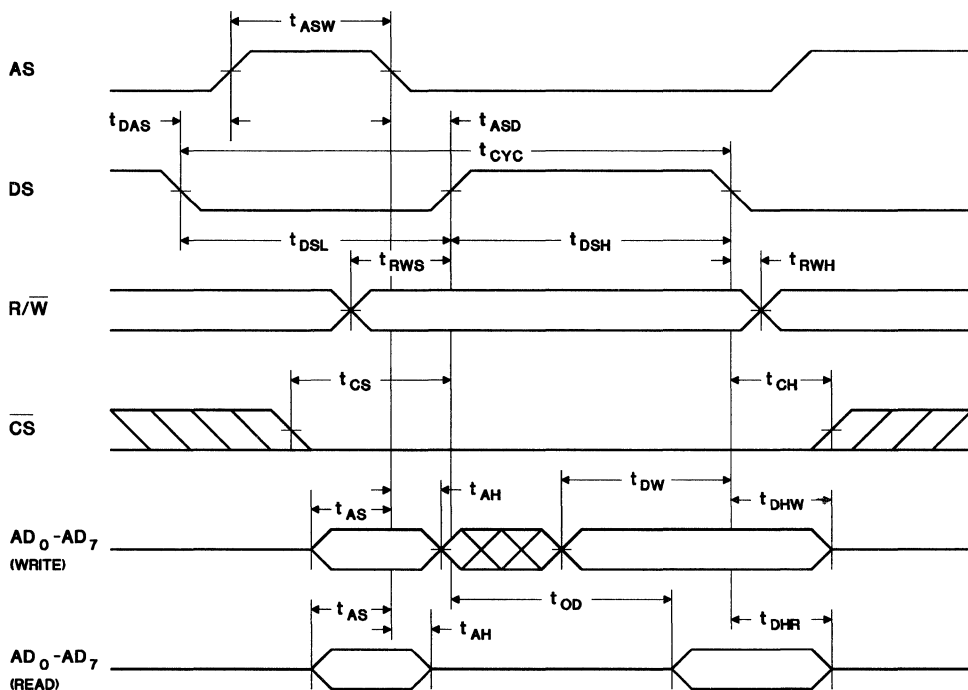 t ASW
AS
t DAS
t ASD
t CYC
DS
t DSL
t DSH
t RWS
t RWH
R/W̅
t CS
t CH
C̅S̅
t DW
t AS
t AH
t DHW
AD 0 -AD 7
(WRITE)
t OD
t AS
t AH
t DHR
AD 0 -AD 7
(READ)